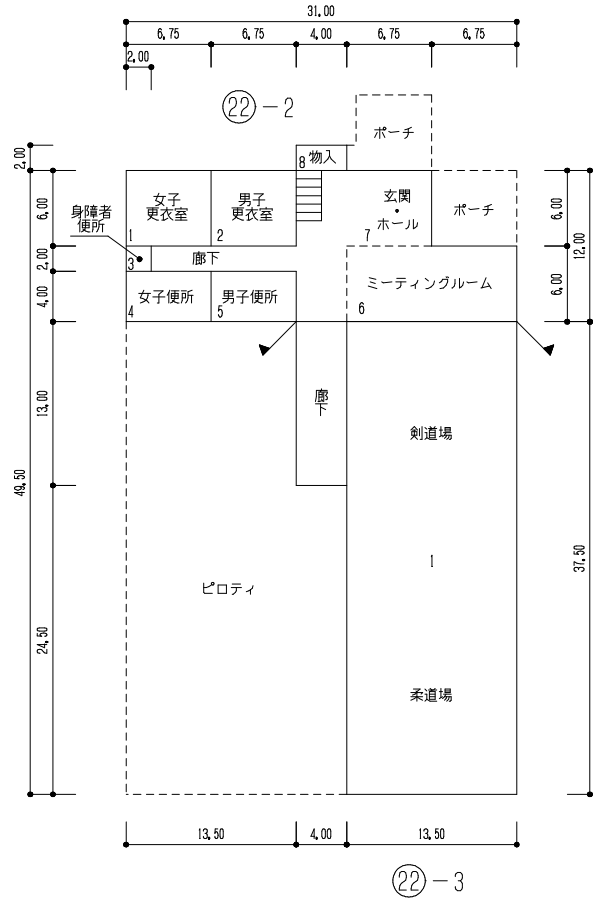 31.00
6.75
6.75
4.00
6.75
6.75
2.00
22-2
ポーチ
8
物入
2.00
6.00
2.00
4.00
13.00
24.50
49.50
身障者
便所
女子
更衣室
1
男子
更衣室
2
玄関
・
ホール
7
ポーチ
6.00
6.00
12.00
37.50
3
廊下
ミーティングルーム
6
女子便所
4
男子便所
5
廊
下
剣道場
1
ピロティ
柔道場
13.50
4.00
13.50
22-3